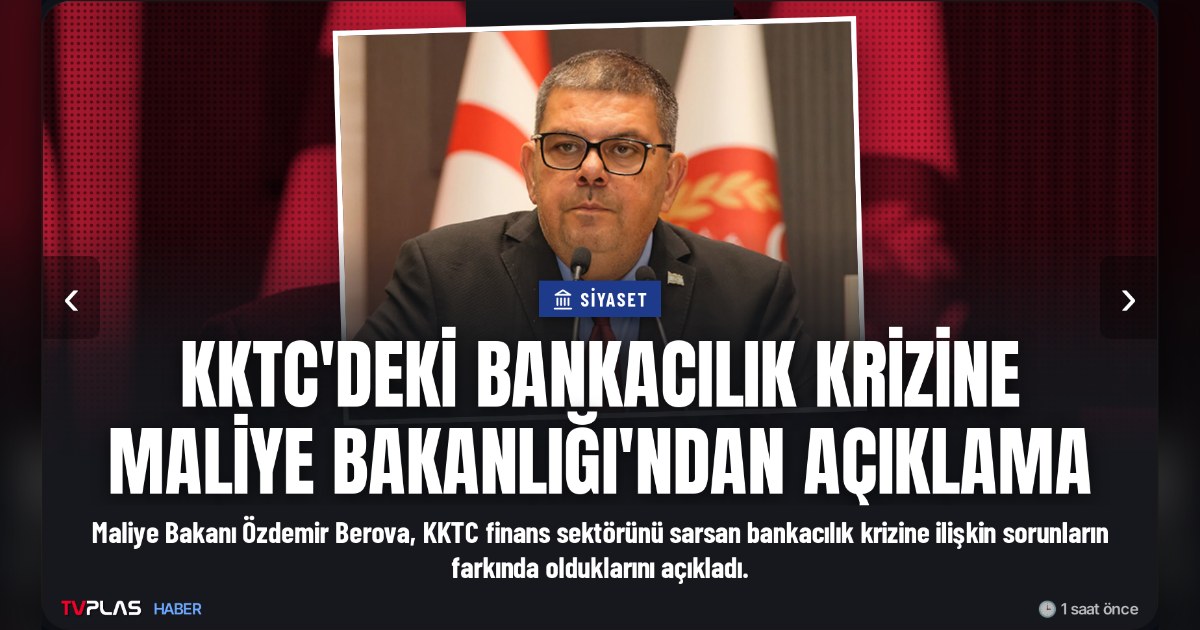 SİYASET
KKTC'DEKİ BANKACILIK KRİZİNE
MALİYE BAKANLIĞI'NDAN AÇIKLAMA
Maliye Bakanı Özdemir Berova, KKTC finans sektörünü sarsan bankacılık krizine ilişkin sorunların
farkında olduklarını açıkladı.
TVPLAS HABER
1 saat önce